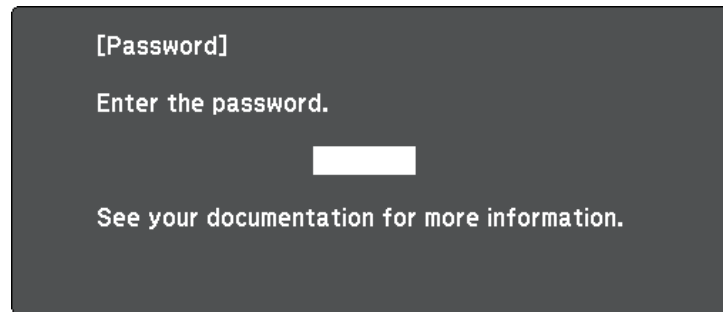 [Password]
Enter the password.
See your documentation for more information.